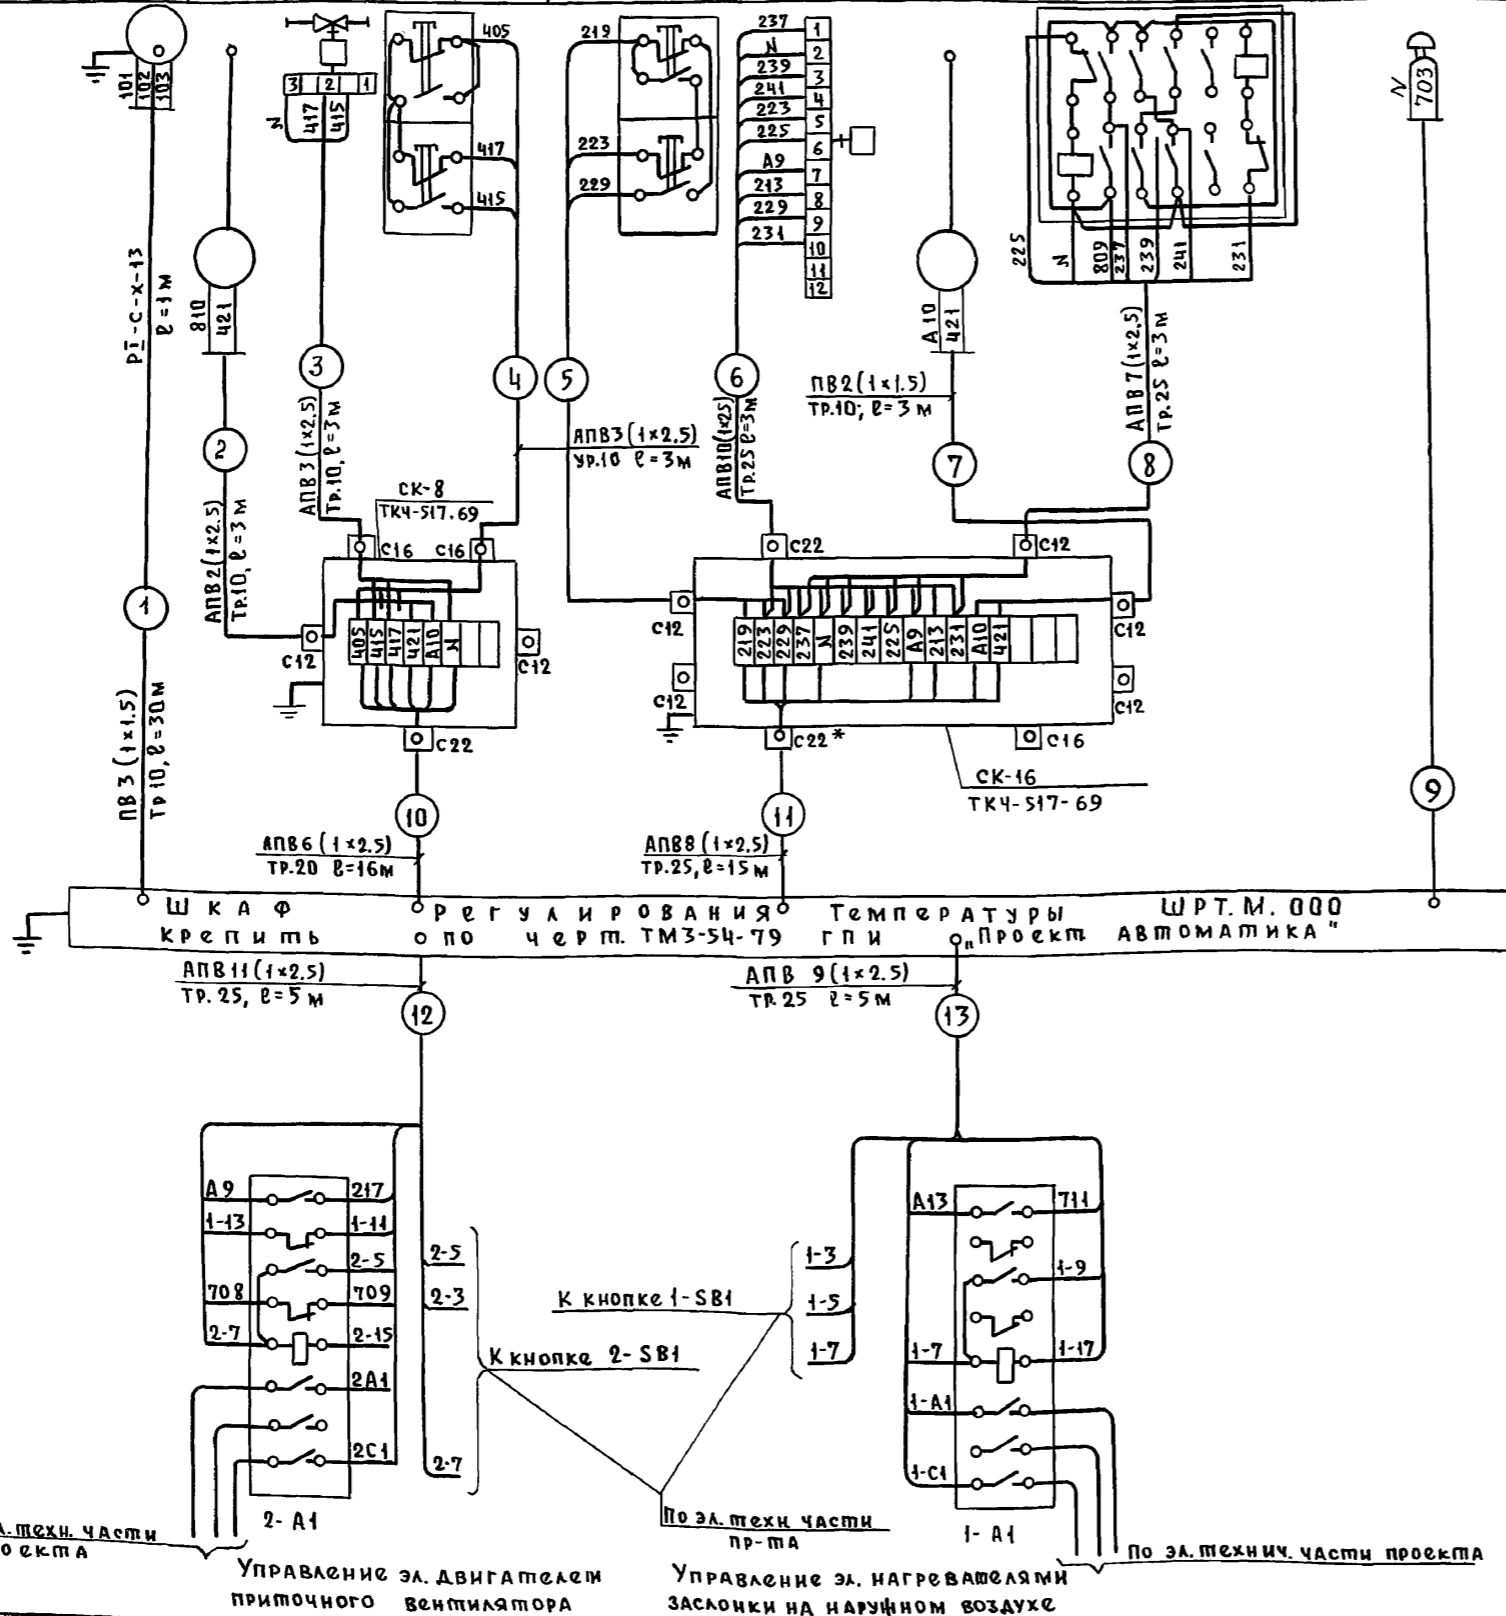 101
102
103
3 2 1
N
417
415
405
417
415
219
223
229
237
N
239
241
223
225
A9
213
229
231
1
2
3
4
5
6
7
8
9
10
11
12
225
N
809
237
239
241
231
N
703
810
421
A10
421
РI-С-Х-13
ℓ=1м
3
4
5
6
АПВ3(1×2.5)
Тр.10, ℓ=3м
АПВ3(1×2,5)
УР.10 ℓ=3м
АПВ10(1×25)
Тр.25 ℓ=3м
ПВ2(1×1.5)
ТР.10; ℓ=3м
АПВ7(1×2,5)
Тр.25 ℓ=3м
2
7
8
АПВ2(1×2.5)
Тр.10, ℓ=3м
СК-8
ТКЧ-517.69
С16 С16
С22
С12
1
С12
405
415
417
421
A10
N
С12
С12
219
223
229
237
N
239
241
225
A9
213
231
A10
421
С12
С12
С12
С22
С22*
С16
ПВ3(1×1.5)
Тр10, ℓ=30м
СК-16
ТКЧ-517-69
10
11
9
АПВ6(1×2.5)
ТР.20 ℓ=16м
АПВ8(1×2,5)
ТР.25, ℓ=15м
ШКАФ РЕГУЛИРОВАНИЯ ТЕМПЕРАТУРЫ ШРТ.М.000
КРЕПИТЬ ПО ЧЕРТ. ТМ3-54-79 ГПИ „ПРОЕКТ АВТОМАТИКА"
АПВ11(1×2.5)
ТР.25, ℓ=5м
АПВ 9(1×2.5)
ТР.25 ℓ=5м
12
13
А9 217
1-13 1-11
2-5
708 709
2-7 2-15
2А1
2С1
2-5
2-3
2-7
К кнопке 2-SB1
К кнопке 1-SB1
1-3
1-5
1-7
А13 711
1-9
1-7 1-17
1-А1
1-С1
2-А1
1-А1
л.техн. части
оекта
По эл.техн части
пр-та
По эл.технич. части проекта
Управление эл. двигателем
приточного вентилятора
Управление эл. нагревателями
заслонки на наружном воздухе